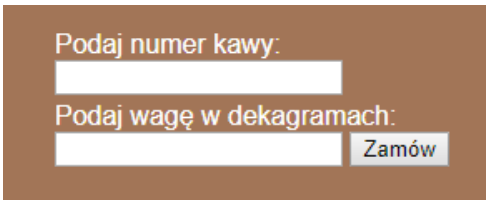 Podaj numer kawy:
Podaj wagę w dekagramach:
Zamów